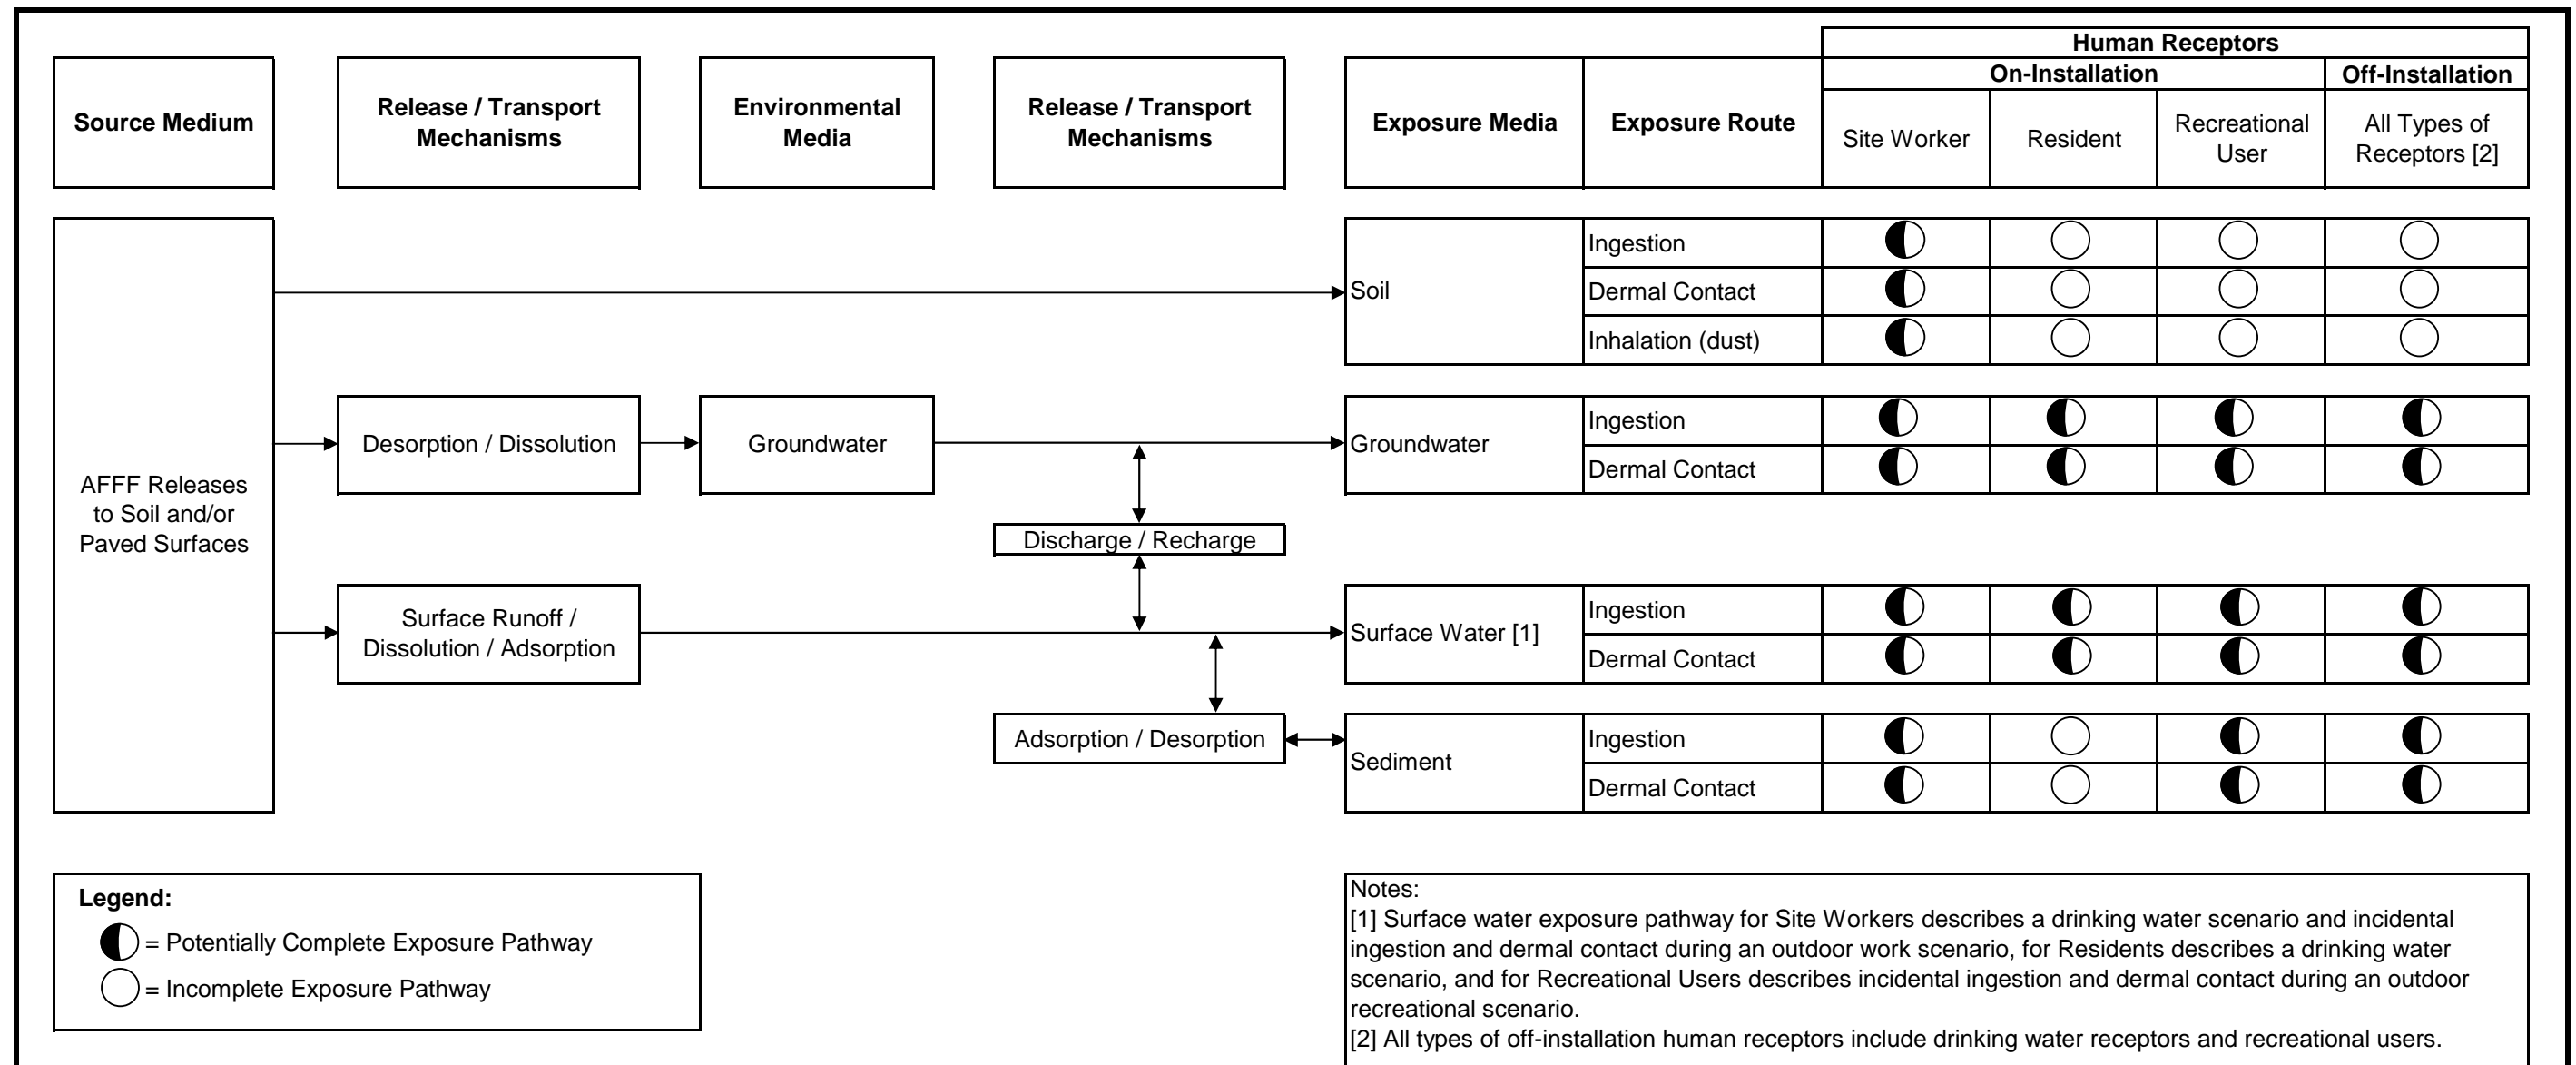 Human Receptors
On-Installation
Off-Installation
Source Medium
Release / Transport
Mechanisms
Environmental
Media
Release / Transport
Mechanisms
Exposure Media
Exposure Route
Site Worker
Resident
Recreational
User
All Types of
Receptors [2]
AFFF Releases
to Soil and/or
Paved Surfaces
Soil
Ingestion
Dermal Contact
Inhalation (dust)
Desorption / Dissolution
Groundwater
Groundwater
Ingestion
Dermal Contact
Discharge / Recharge
Surface Runoff /
Dissolution / Adsorption
Surface Water [1]
Ingestion
Dermal Contact
Adsorption / Desorption
Sediment
Ingestion
Dermal Contact
Legend:
= Potentially Complete Exposure Pathway
= Incomplete Exposure Pathway
Notes:
[1] Surface water exposure pathway for Site Workers describes a drinking water scenario and incidental
ingestion and dermal contact during an outdoor work scenario, for Residents describes a drinking water
scenario, and for Recreational Users describes incidental ingestion and dermal contact during an outdoor
recreational scenario.
[2] All types of off-installation human receptors include drinking water receptors and recreational users.